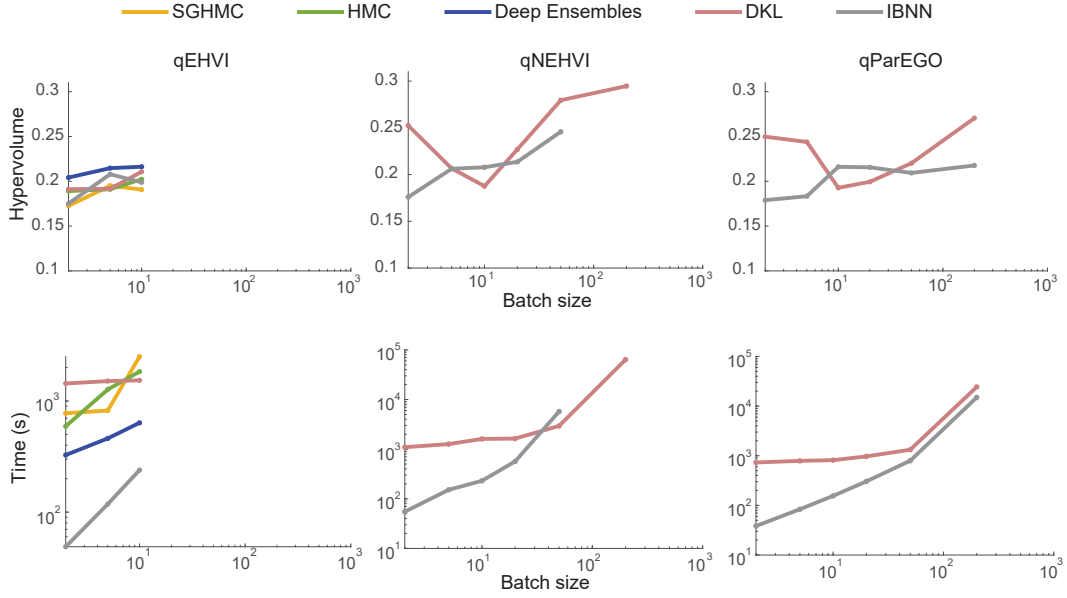 SGHMC HMC Deep Ensembles DKL IBNN
qEHVI qNEHVI qParEGO
Hypervolume
0.3 0.3 0.3
0.25 0.25 0.25
0.2 0.2 0.2
0.15 0.15 0.15
0.1 0.1 0.1
10¹ 10² 10³ 10¹ 10² 10³ 10¹ 10² 10³
Batch size
Time (s)
10³ 10⁵ 10⁵
10² 10⁴ 10⁴
10³ 10³
10² 10²
10¹ 10¹
10¹ 10² 10³ 10¹ 10² 10³ 10¹ 10² 10³
Batch size